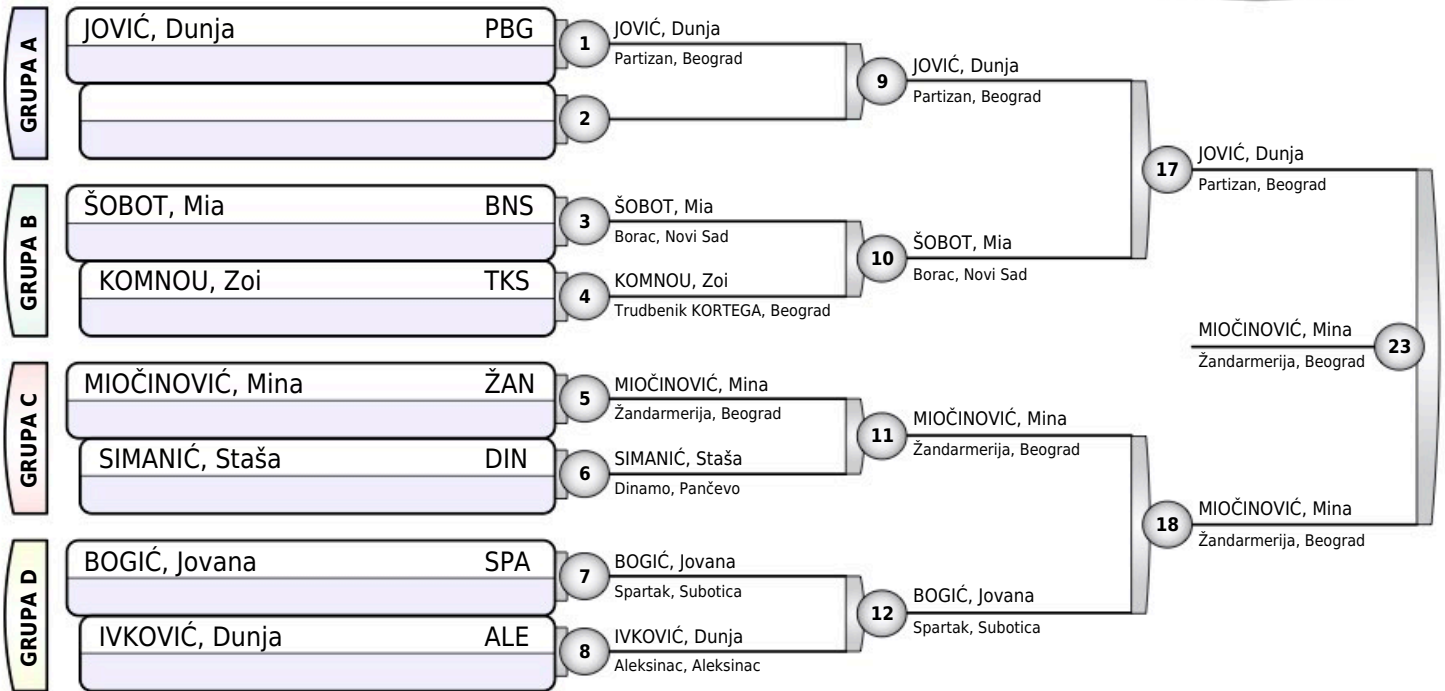 GRUPA A
JOVIĆ, Dunja PBG
1
JOVIĆ, Dunja
Partizan, Beograd
2
9
JOVIĆ, Dunja
Partizan, Beograd
GRUPA B
ŠOBOT, Mia BNS
3
ŠOBOT, Mia
Borac, Novi Sad
KOMNOU, Zoi TKS
4
KOMNOU, Zoi
Trudbenik KORTEGA, Beograd
10
ŠOBOT, Mia
Borac, Novi Sad
17
JOVIĆ, Dunja
Partizan, Beograd
GRUPA C
MIOČINOVIĆ, Mina ŽAN
5
MIOČINOVIĆ, Mina
Žandarmerija, Beograd
SIMANIĆ, Staša DIN
6
SIMANIĆ, Staša
Dinamo, Pančevo
11
MIOČINOVIĆ, Mina
Žandarmerija, Beograd
GRUPA D
BOGIĆ, Jovana SPA
7
BOGIĆ, Jovana
Spartak, Subotica
IVKOVIĆ, Dunja ALE
8
IVKOVIĆ, Dunja
Aleksinac, Aleksinac
12
BOGIĆ, Jovana
Spartak, Subotica
18
MIOČINOVIĆ, Mina
Žandarmerija, Beograd
MIOČINOVIĆ, Mina
Žandarmerija, Beograd
23